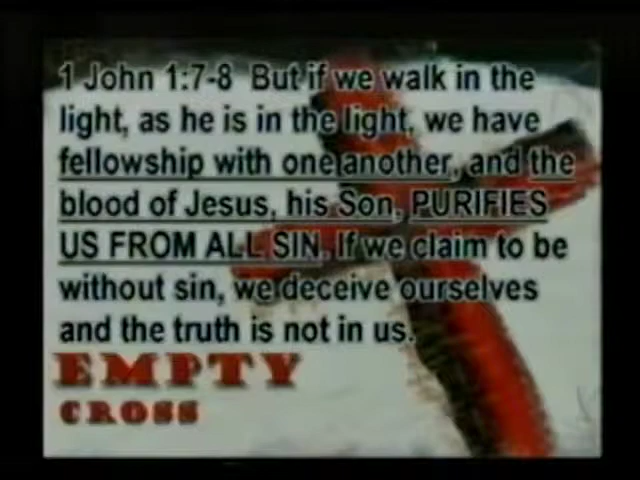 1 John 1:7-8  But if we walk in the
light, as he is in the light, we have
fellowship with one another, and the
blood of Jesus, his Son, PURIFIES
US FROM ALL SIN. If we claim to be
without sin, we deceive ourselves
and the truth is not in us.
EMPTY
CROSS